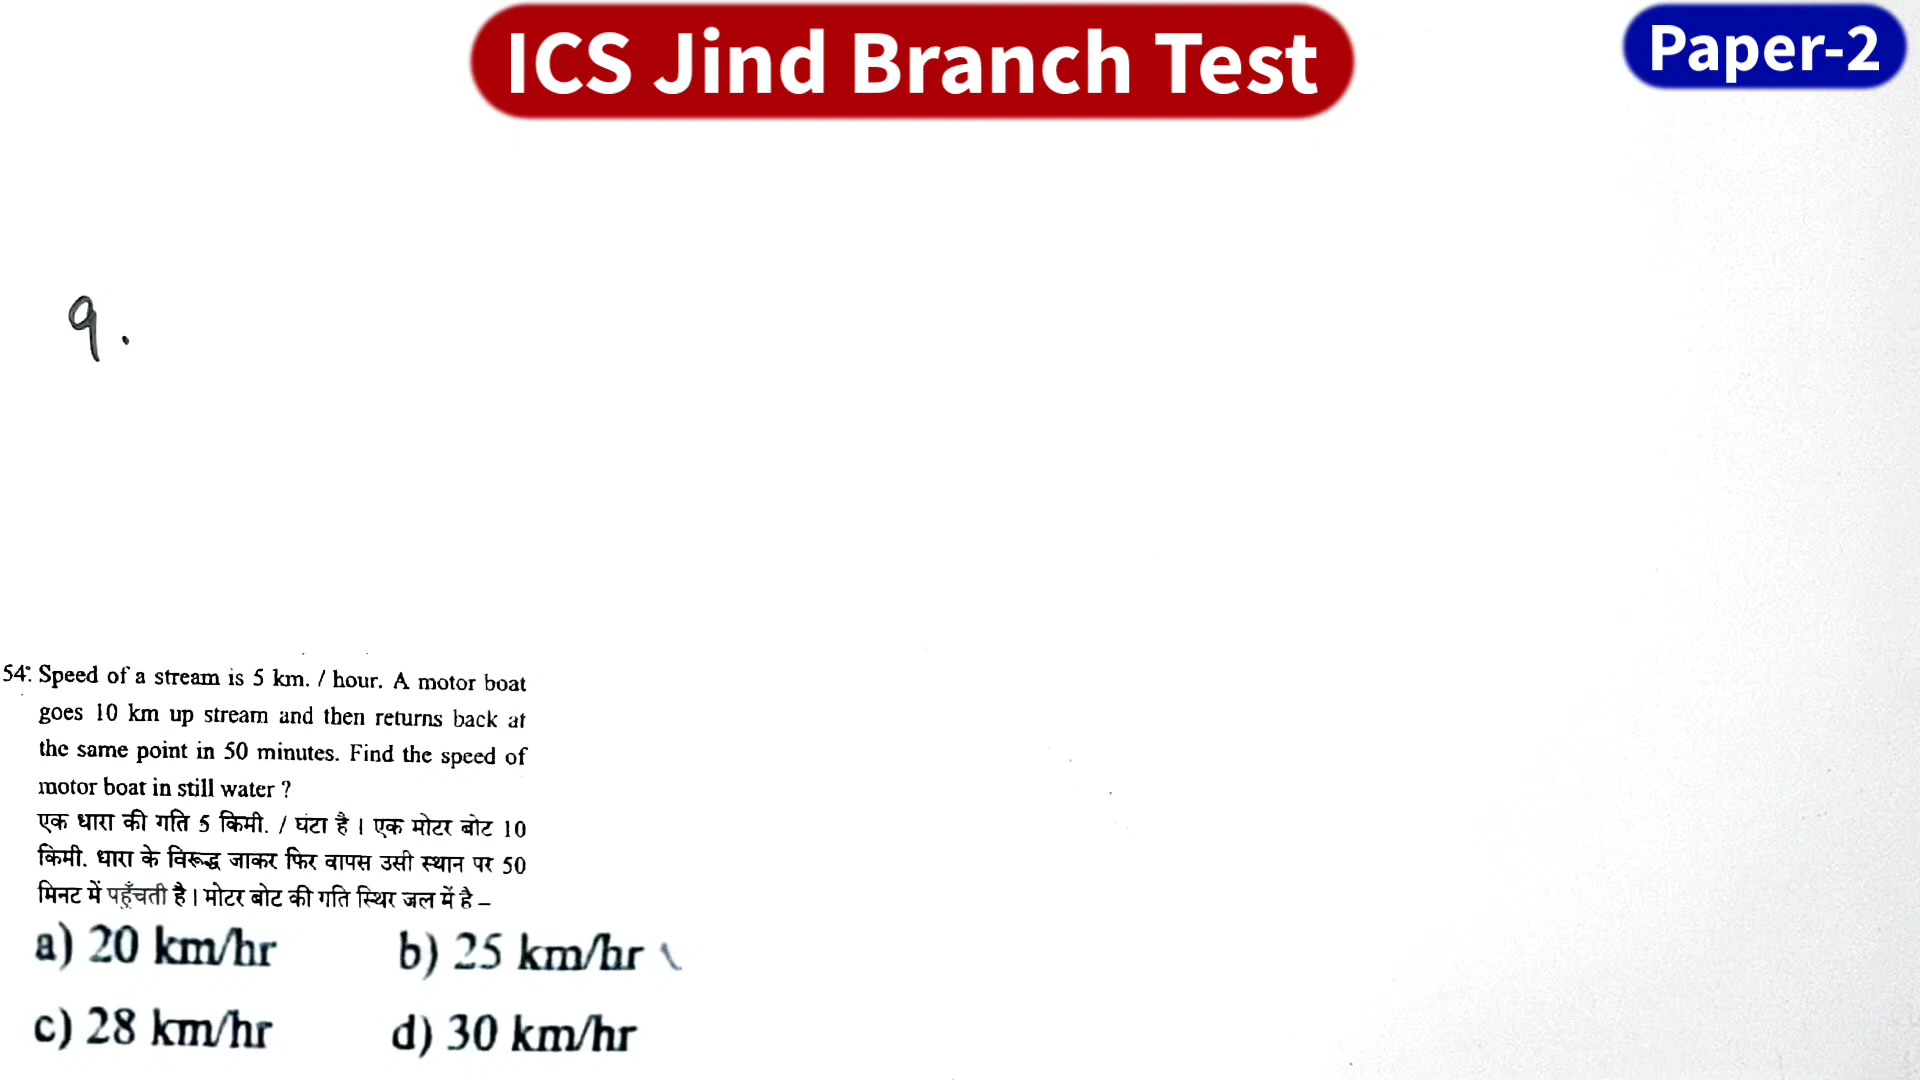 ICS Jind Branch Test
Paper-2
9.
54. Speed of a stream is 5 km. / hour. A motor boat
goes 10 km up stream and then returns back at
the same point in 50 minutes. Find the speed of
motor boat in still water ?
एक धारा की गति 5 किमी. / घंटा है। एक मोटर बोट 10
किमी. धारा के विरूद्ध जाकर फिर वापस उसी स्थान पर 50
मिनट में पहुँचती है। मोटर बोट की गति स्थिर जल में है –
a) 20 km/hr b) 25 km/hr
c) 28 km/hr d) 30 km/hr